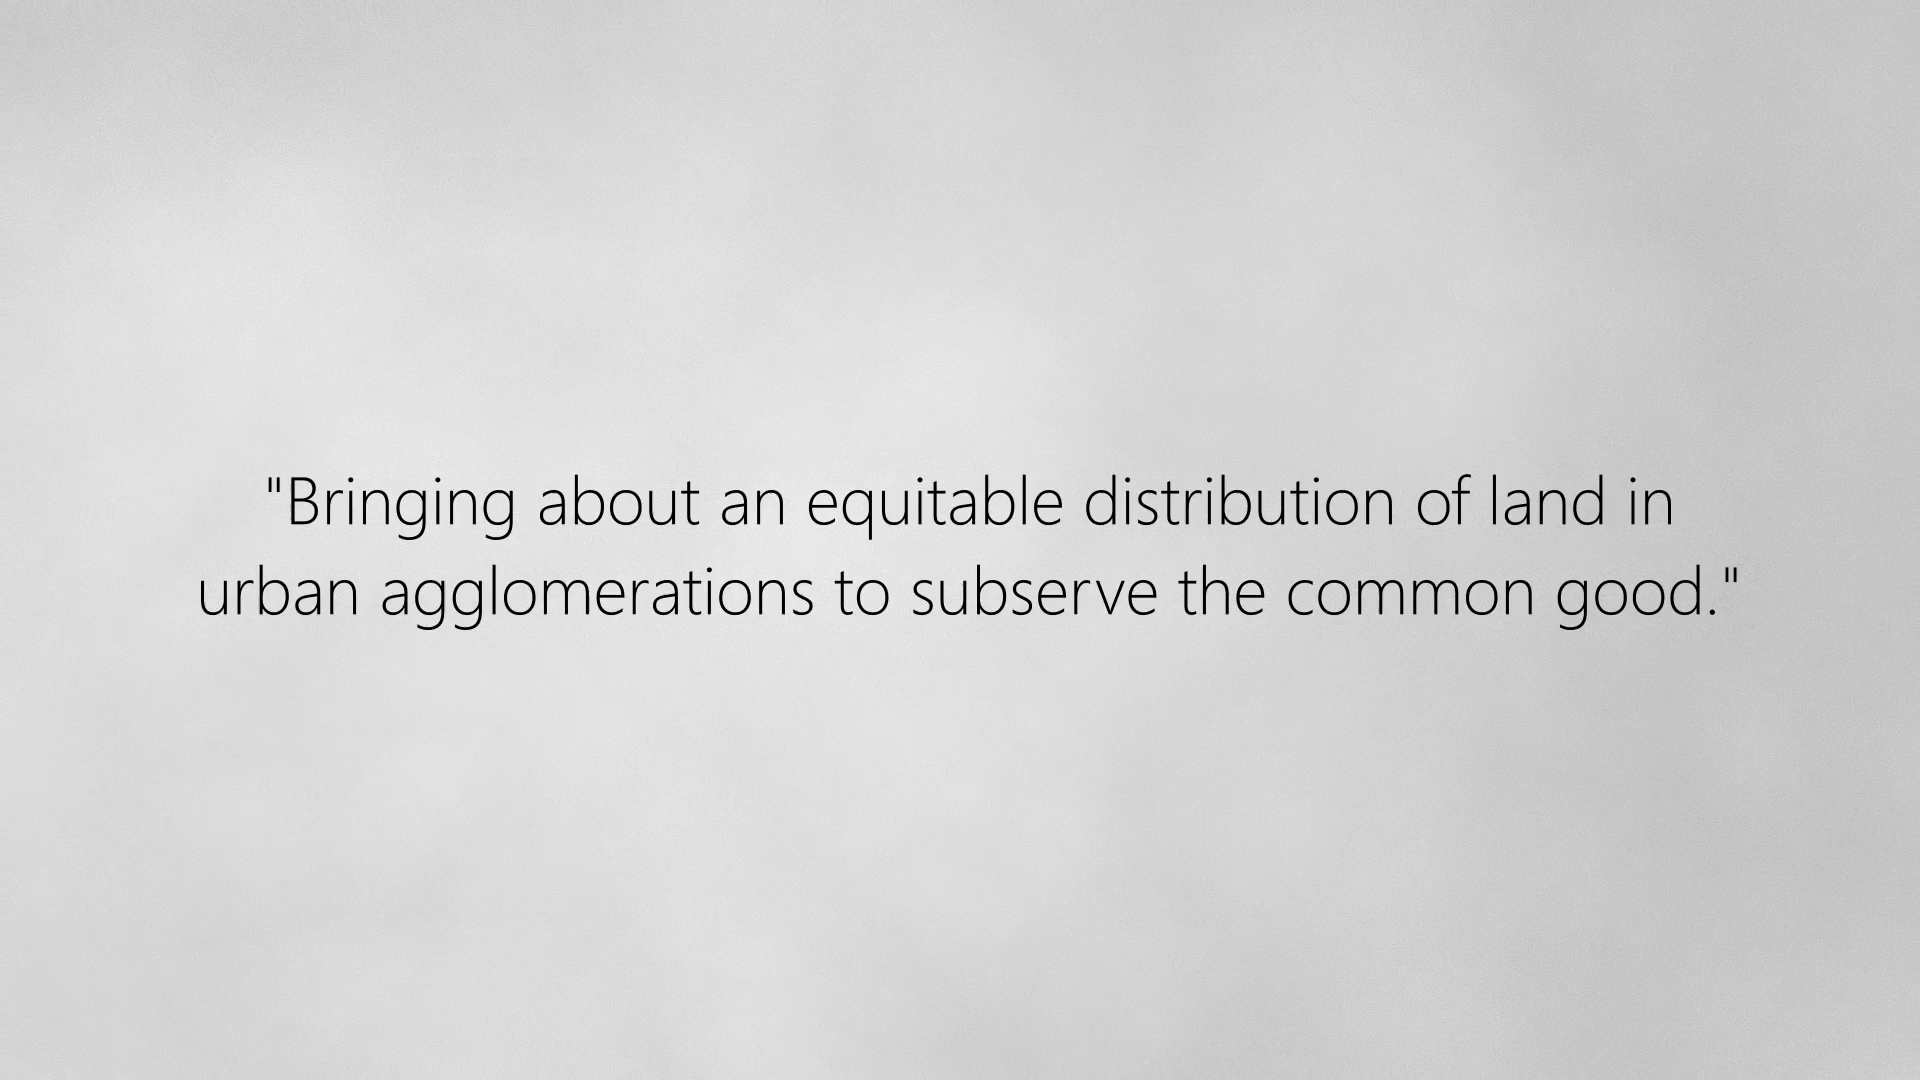 "Bringing about an equitable distribution of land in
urban agglomerations to subserve the common good."